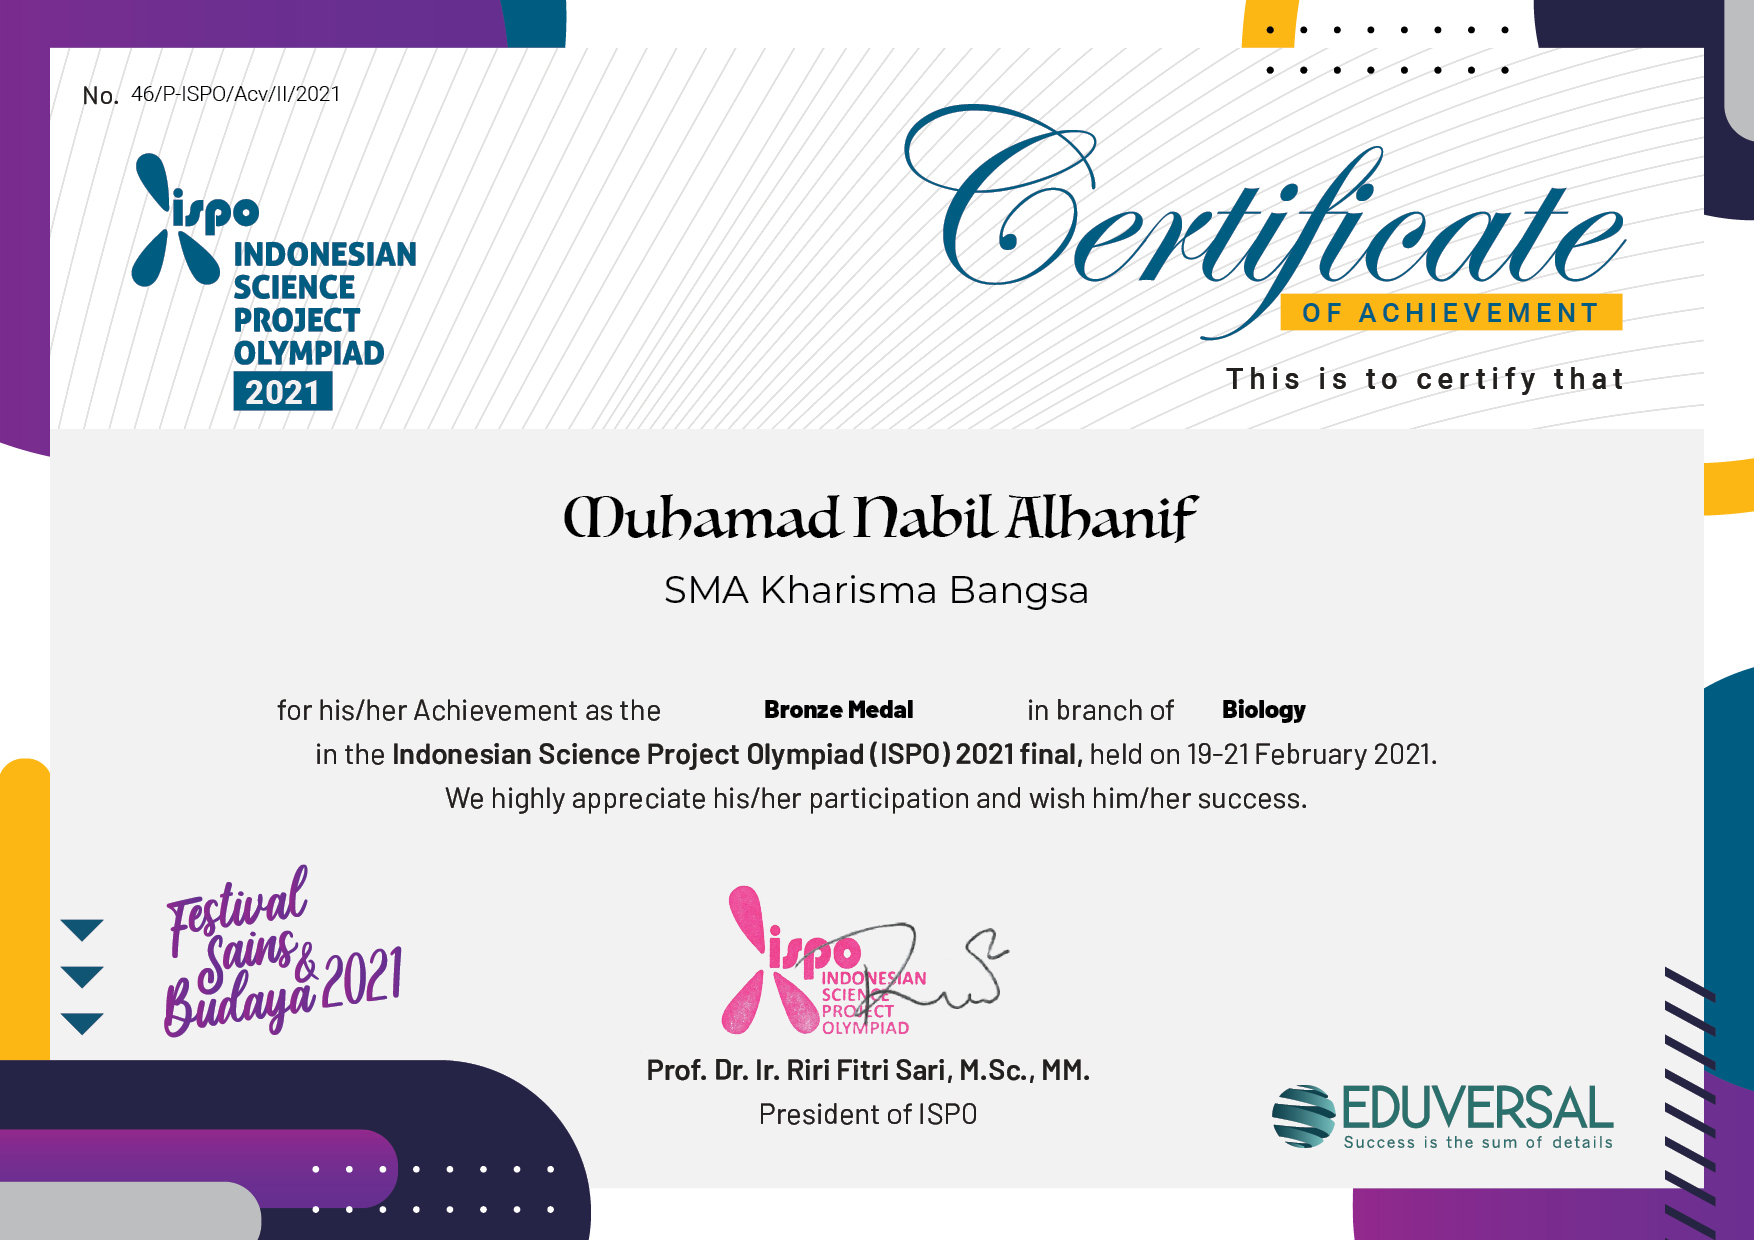 No. 46/P-ISPO/Acv/II/2021
ispo
INDONESIAN
SCIENCE
PROJECT
OLYMPIAD
2021
Certificate
OF ACHIEVEMENT
This is to certify that
Muhamad Nabil Alhanif
SMA Kharisma Bangsa
for his/her Achievement as the Bronze Medal in branch of Biology
in the Indonesian Science Project Olympiad (ISPO) 2021 final, held on 19-21 February 2021.
We highly appreciate his/her participation and wish him/her success.
Festival
Sains &
Budaya 2021
ispo
INDONESIAN
SCIENCE
PROJECT
OLYMPIAD
Prof. Dr. Ir. Riri Fitri Sari, M.Sc., MM.
President of ISPO
EDUVERSAL
Success is the sum of details